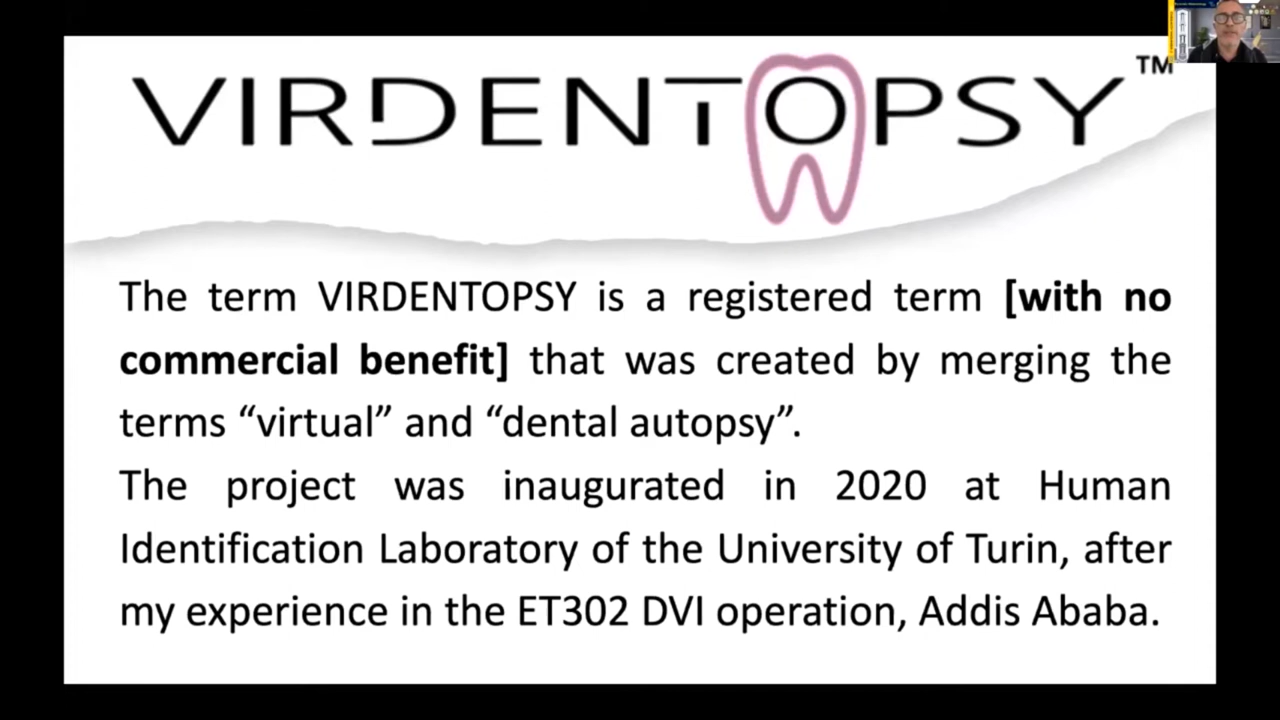 VIRDENTOPSY
TM
The term VIRDENTOPSY is a registered term [with no
commercial benefit] that was created by merging the
terms “virtual” and “dental autopsy”.
The project was inaugurated in 2020 at Human
Identification Laboratory of the University of Turin, after
my experience in the ET302 DVI operation, Addis Ababa.